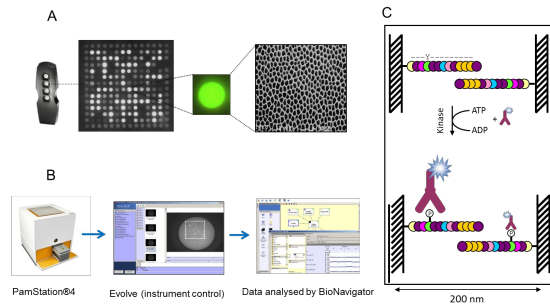 A
C
Y
Kinase
ATP
ADP
+
P
P
B
PamStation®4
Evolve (instrument control)
Data analysed by BioNavigator
200 nm